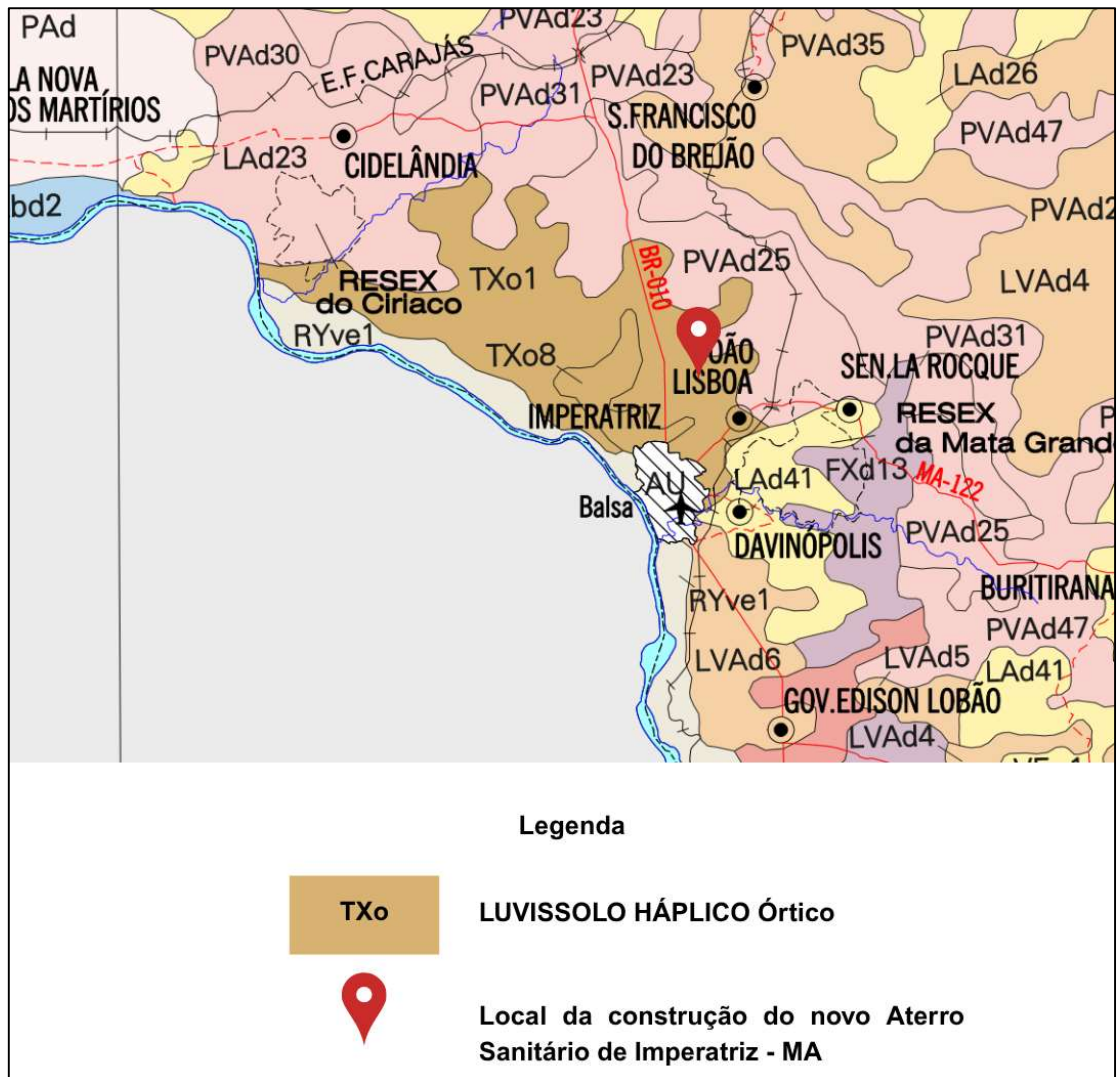 PAd
PVAd30
E.F.CARAJÁS
PVAd23
PVAd31
PVAd23
PVAd35
LAd26
LA NOVA
OS MARTÍRIOS
S.FRANCISCO
DO BREJÃO
PVAd47
LAd23
CIDELÂNDIA
bd2
PVAd2
BR-010
PVAd25
LVAd4
RESEX
do Ciriaco
TXo1
RYve1
TXo8
OÃO
LISBOA
PVAd31
SEN.LA ROCQUE
IMPERATRIZ
RESEX
da Mata Grand
AU
LAd41
FXd13
MA-122
Balsa
DAVINÓPOLIS
PVAd25
RYve1
BURITIRANA
PVAd47
LVAd6
LVAd5
LAd41
GOV.EDISON LOBÃO
LVAd4
Legenda
TXo
LUVISSOLO HÁPLICO Órtico
Local da construção do novo Aterro
Sanitário de Imperatriz - MA